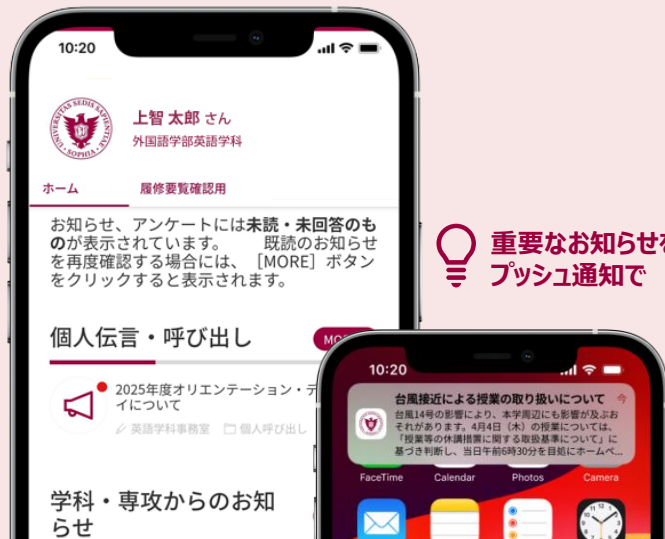 10:20
UNIVERSITAS SEDIS SAPIENTIAE
SOPHIA
上智 太郎 さん
外国語学部英語学科
ホーム 履修要覧確認用
お知らせ、アンケートには未読・未回答のも
のが表示されています。 既読のお知らせ
を再度確認する場合には、［MORE］ボタン
をクリックすると表示されます。
個人伝言・呼び出し
2025年度オリエンテーション・デ
イについて
英語学科事務室 個人呼び出し
学科・専攻からのお知
らせ
重要なお知らせを
プッシュ通知で
10:20
台風接近による授業の取り扱いについて 今
台風14号の影響により、本学周辺にも影響が及ぶお
それがあります。4月4日（木）の授業については、
「授業等の休講措置に関する取扱基準について」に
基づき判断し、当日午前6時30分を目処にホームペ...
FaceTime Calendar Photos Camera